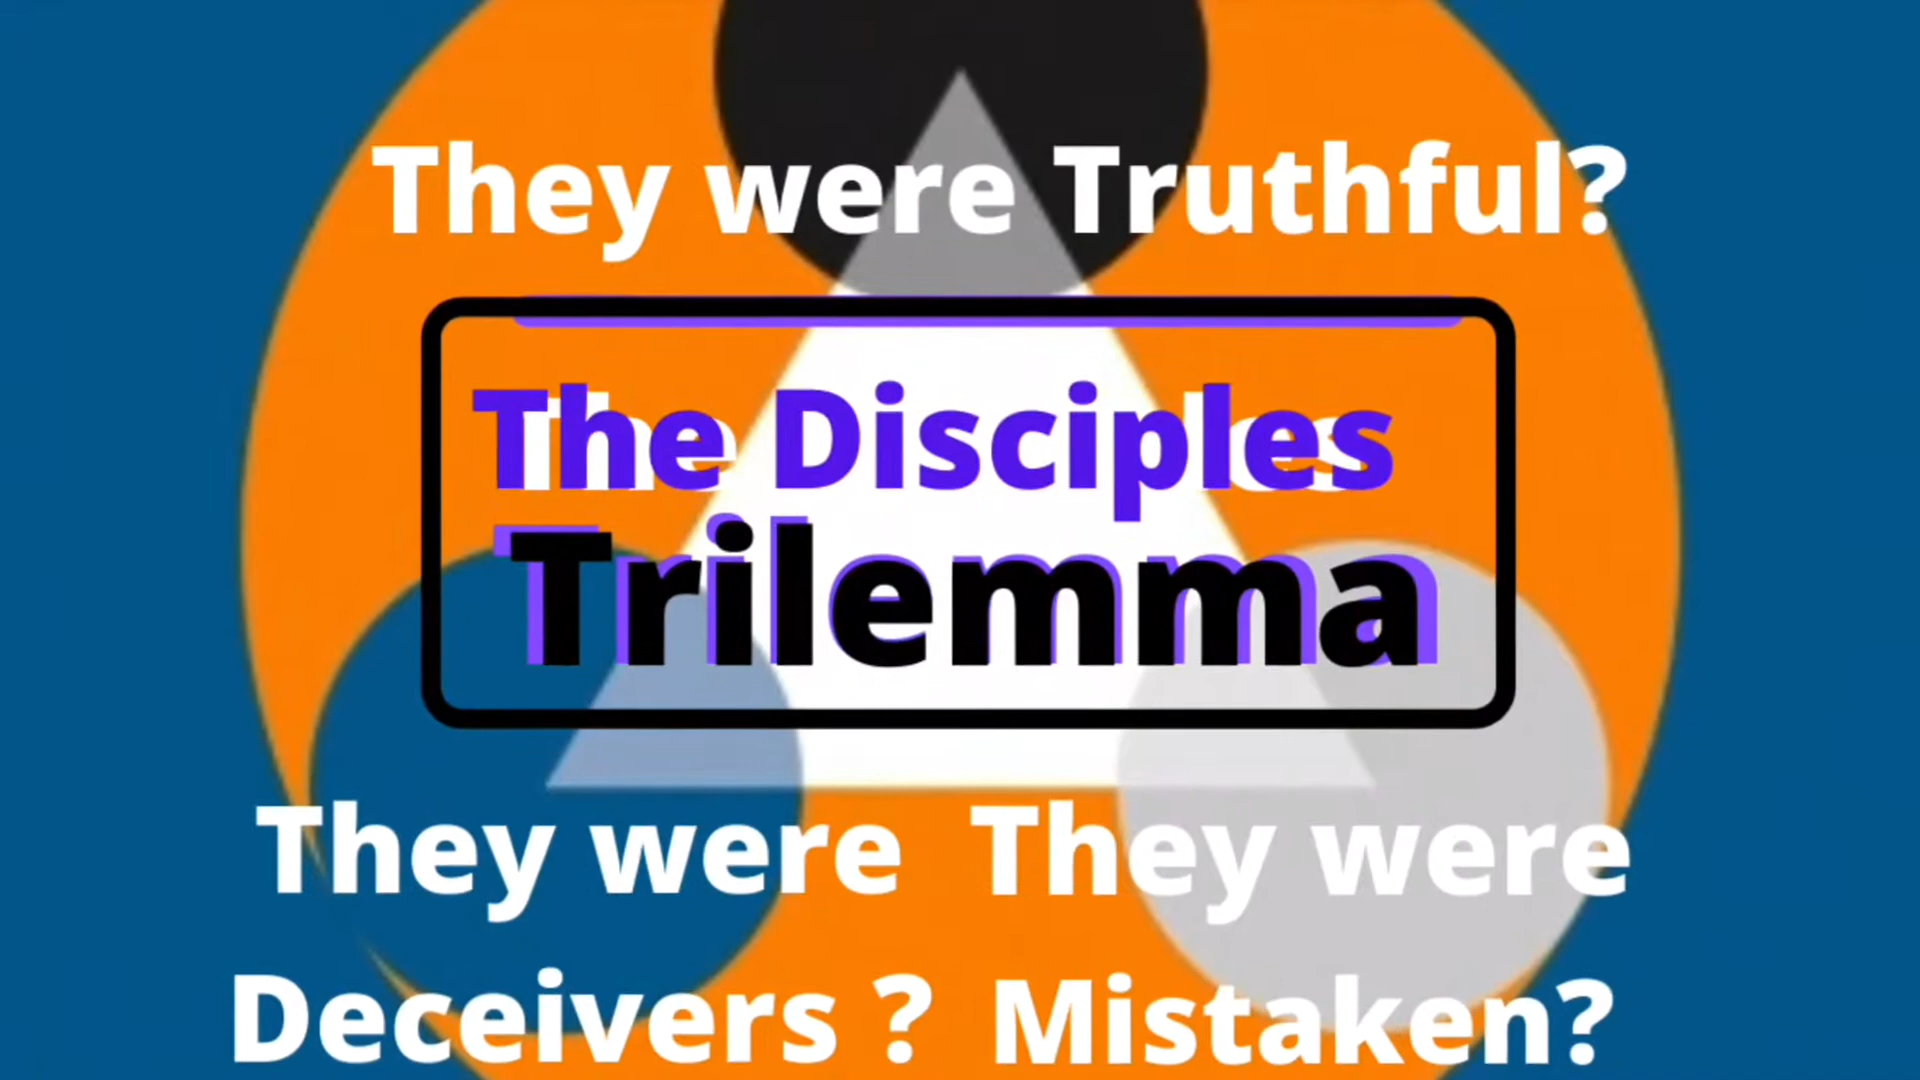 They were Truthful?
The Disciples
Trilemma
They were They were
Deceivers ? Mistaken?